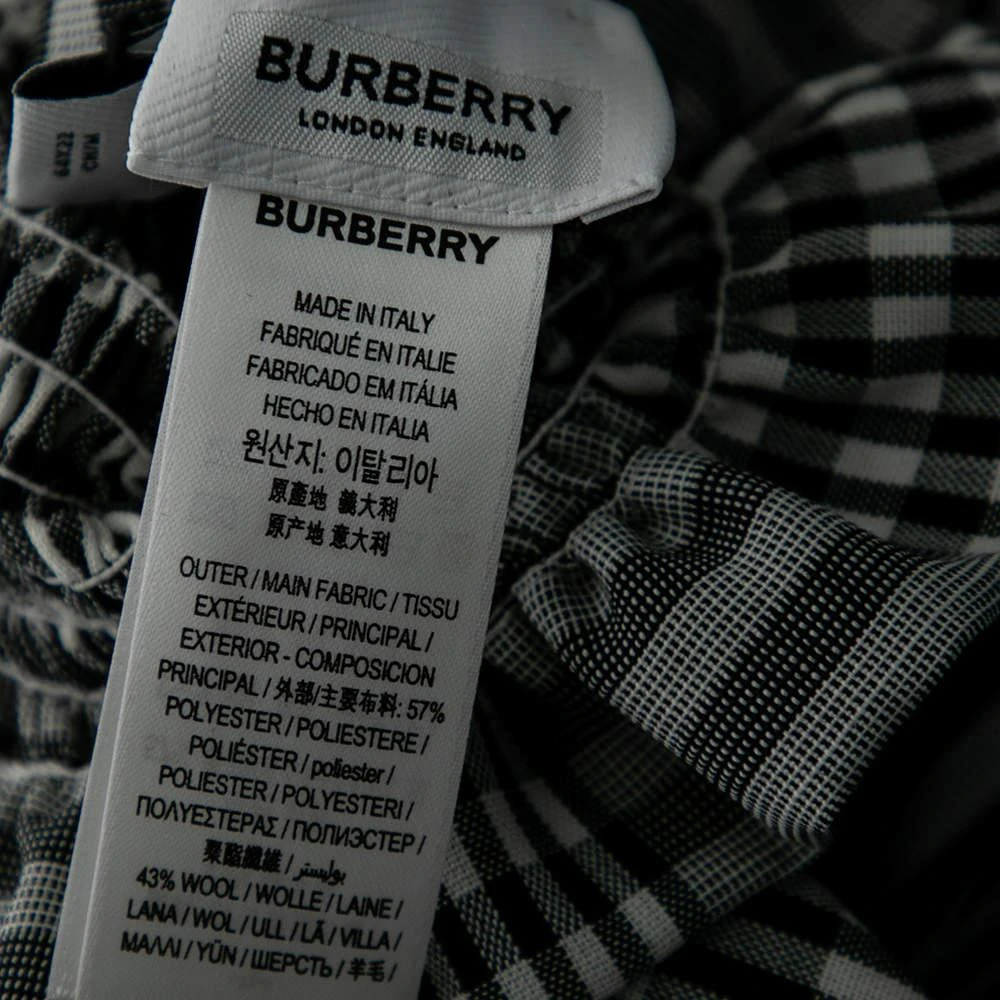 BURBERRY
LONDON ENGLAND
BURBERRY
MADE IN ITALY
FABRIQUÉ EN ITALIE
FABRICADO EM ITÁLIA
HECHO EN ITALIA
원산지: 이탈리아
原產地 義大利
原产地 意大利
OUTER / MAIN FABRIC / TISSU
EXTÉRIEUR / PRINCIPAL /
EXTERIOR - COMPOSICION
PRINCIPAL / 外部/主要布料: 57%
POLYESTER / POLIESTERE /
POLIÉSTER / poliester /
POLIESTER / POLYESTERI /
ΠΟΛΥΕΣΤΕΡΑΣ / ПОЛИЭСТЕР /
聚酯纖維 / بوليستر /
43% WOOL / WOLLE / LAINE /
LANA / WOL / ULL / LÃ / VILLA /
ΜΑΛΛΙ / YÜN / ШЕРСТЬ / 羊毛 /